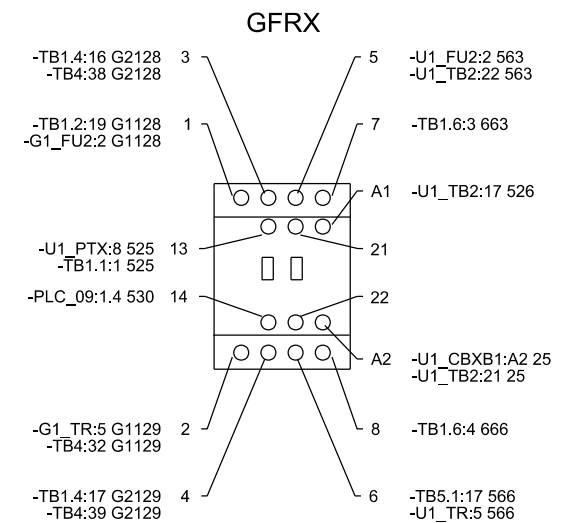 GFRX
-TB1.4:16 G2128 3 5 -U1_FU2:2 563
-TB4:38 G2128 -U1_TB2:22 563
-TB1.2:19 G1128 1 7 -TB1.6:3 663
-G1_FU2:2 G1128
A1 -U1_TB2:17 526
-U1_PTX:8 525 13 21
-TB1.1:1 525
-PLC_09:1.4 530 14 22
A2 -U1_CBXB1:A2 25
-U1_TB2:21 25
-G1_TR:5 G1129 2 8 -TB1.6:4 666
-TB4:32 G1129
-TB1.4:17 G2129 4 6 -TB5.1:17 566
-TB4:39 G2129 -U1_TR:5 566